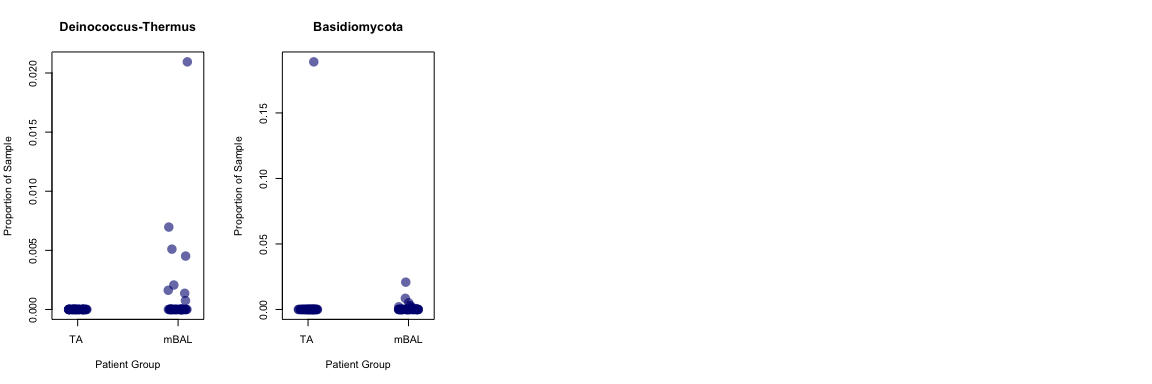 Deinococcus-Thermus
Proportion of Sample
0.020
0.015
0.010
0.005
0.000
TA
mBAL
Patient Group
Basidiomycota
Proportion of Sample
0.15
0.10
0.05
0.00
TA
mBAL
Patient Group